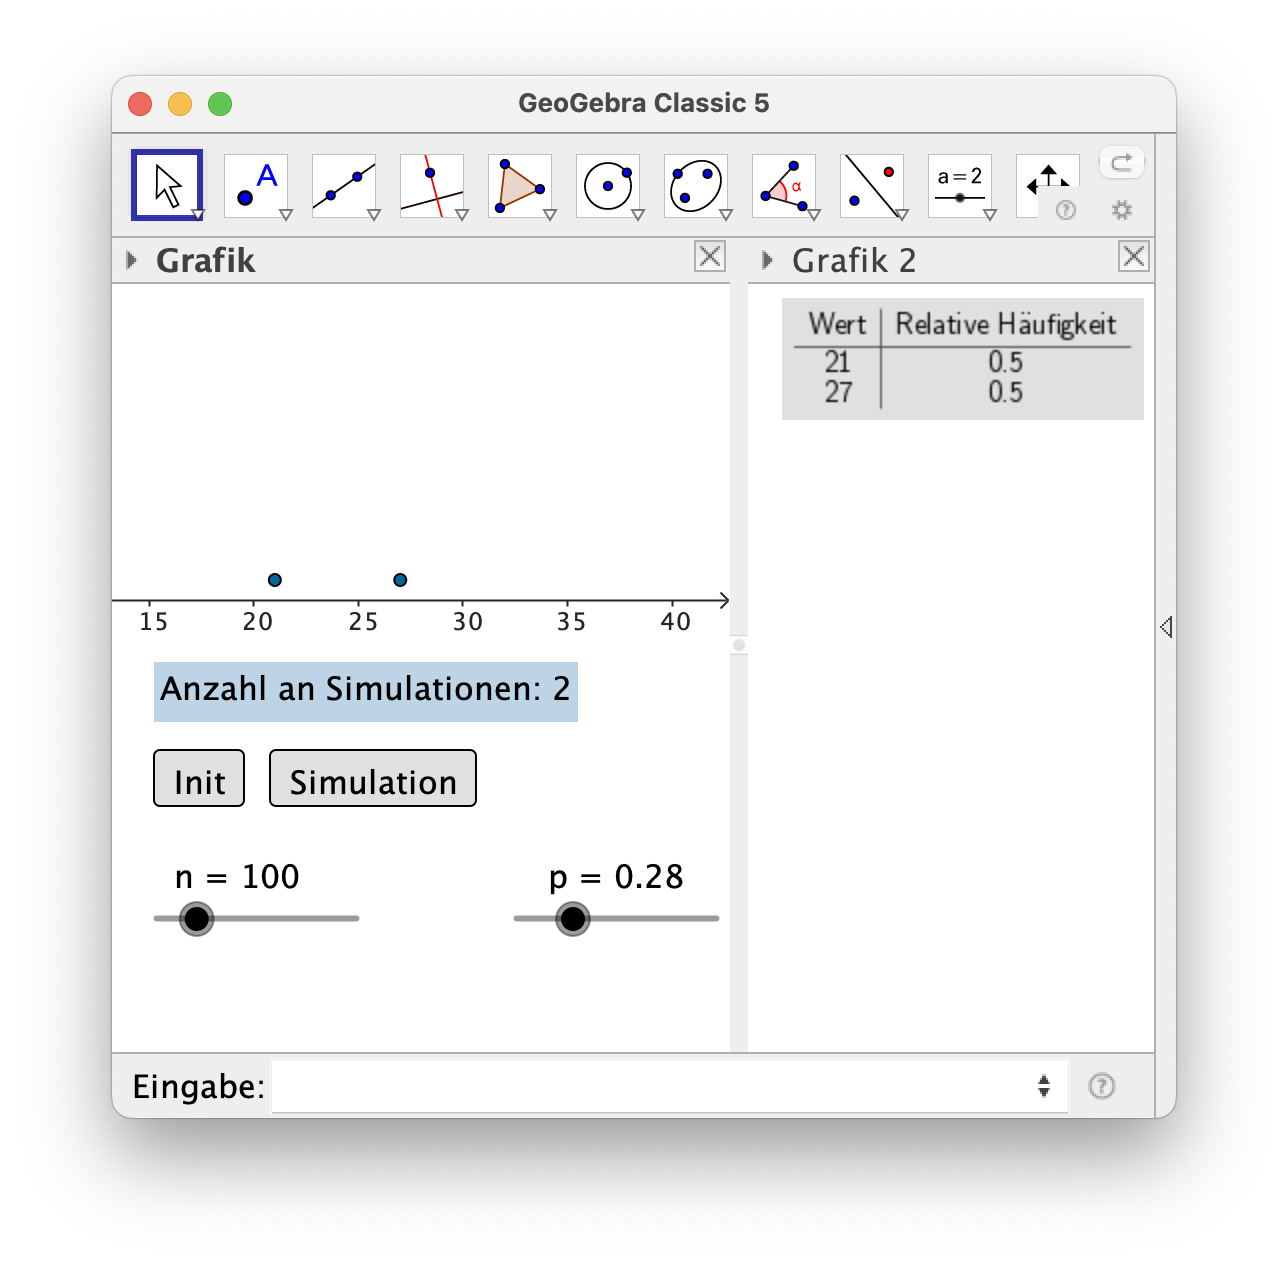 GeoGebra Classic 5
A
α
a=2
Grafik
Grafik 2
Wert Relative Häufigkeit
21 0.5
27 0.5
15 20 25 30 35 40
Anzahl an Simulationen: 2
Init Simulation
n = 100 p = 0.28
Eingabe: